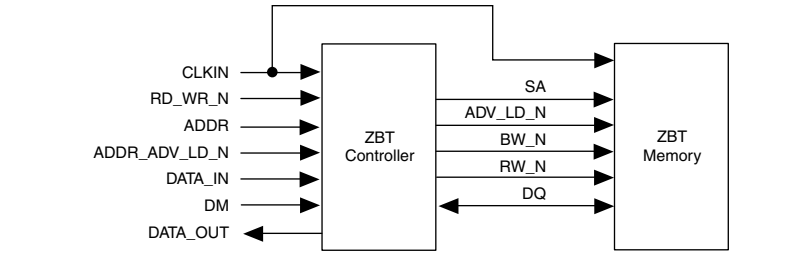 CLKIN
RD_WR_N
ADDR
ADDR_ADV_LD_N
DATA_IN
DM
DATA_OUT
ZBT
Controller
SA
ADV_LD_N
BW_N
RW_N
DQ
ZBT
Memory